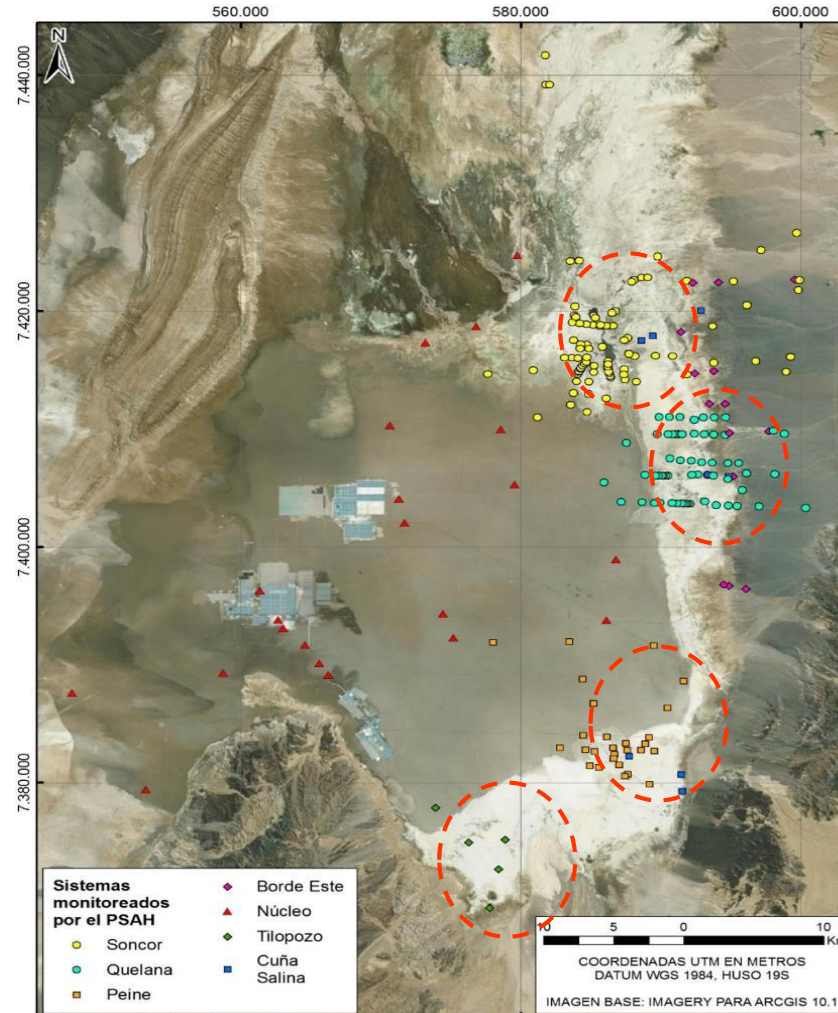 560.000 580.000 600.000
N
7.440.000
7.420.000
7.400.000
7.380.000
Sistemas
monitoreados
por el PSAH
Soncor
Quelana
Peine
Borde Este
Núcleo
Tilopozo
Cuña
Salina
10 5 0 10
Km
COORDENADAS UTM EN METROS
DATUM WGS 1984, HUSO 19S
IMAGEN BASE: IMAGERY PARA ARCGIS 10.1